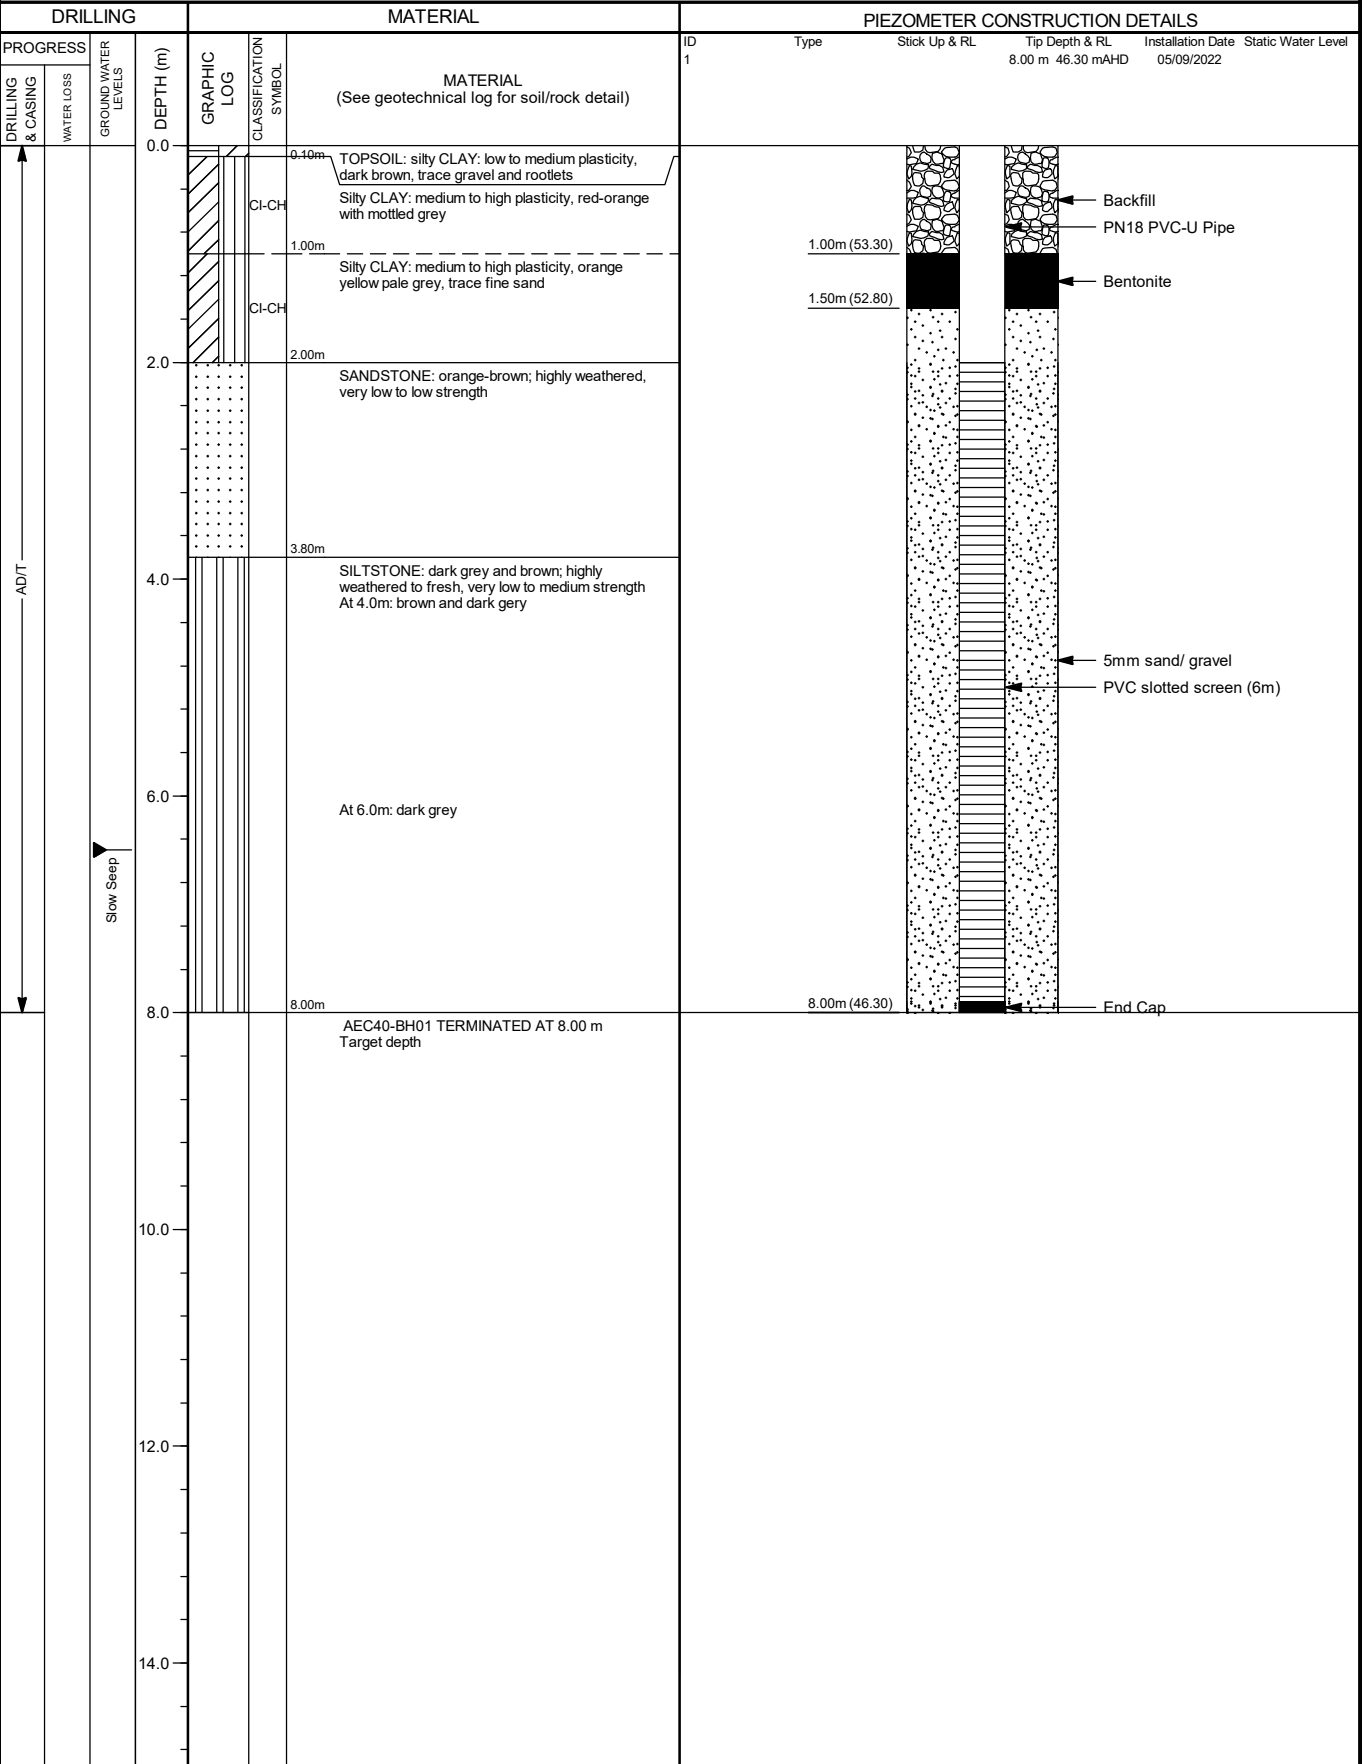 DRILLING
MATERIAL
PIEZOMETER CONSTRUCTION DETAILS
PROGRESS
DRILLING
& CASING
WATER LOSS
GROUND WATER
LEVELS
DEPTH (m)
GRAPHIC
LOG
CLASSIFICATION
SYMBOL
MATERIAL
(See geotechnical log for soil/rock detail)
ID
Type
Stick Up & RL
Tip Depth & RL
Installation Date
Static Water Level
1
8.00 m 46.30 mAHD
05/09/2022
0.0
0.10m
TOPSOIL: silty CLAY: low to medium plasticity,
dark brown, trace gravel and rootlets
CI-CH
Silty CLAY: medium to high plasticity, red-orange
with mottled grey
Backfill
PN18 PVC-U Pipe
1.00m
1.00m (53.30)
Silty CLAY: medium to high plasticity, orange
yellow pale grey, trace fine sand
Bentonite
CI-CH
1.50m (52.80)
2.00m
2.0
SANDSTONE: orange-brown; highly weathered,
very low to low strength
3.80m
AD/T
4.0
SILTSTONE: dark grey and brown; highly
weathered to fresh, very low to medium strength
At 4.0m: brown and dark gery
5mm sand/ gravel
PVC slotted screen (6m)
6.0
At 6.0m: dark grey
Slow Seep
8.00m
8.00m (46.30)
End Cap
8.0
AEC40-BH01 TERMINATED AT 8.00 m
Target depth
10.0
12.0
14.0